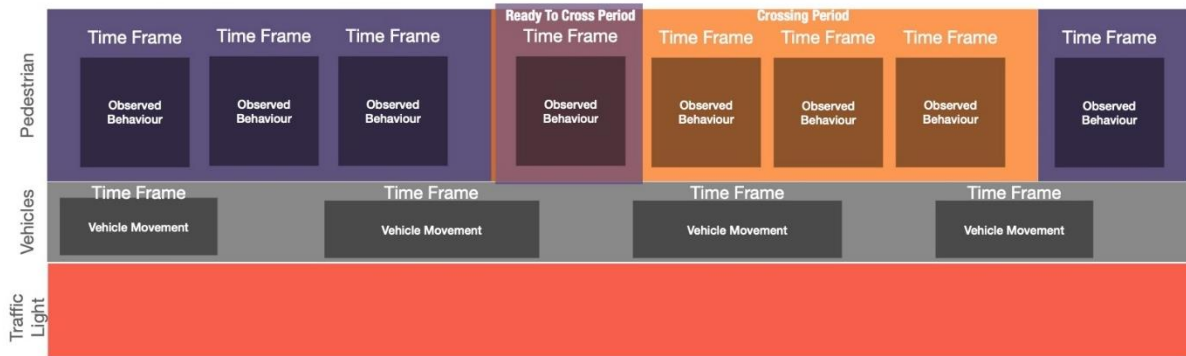 Ready To Cross Period
Crossing Period
Pedestrian
Time Frame
Time Frame
Time Frame
Time Frame
Time Frame
Time Frame
Time Frame
Time Frame
Observed
Behaviour
Observed
Behaviour
Observed
Behaviour
Observed
Behaviour
Observed
Behaviour
Observed
Behaviour
Observed
Behaviour
Observed
Behaviour
Vehicles
Time Frame
Time Frame
Time Frame
Time Frame
Vehicle Movement
Vehicle Movement
Vehicle Movement
Vehicle Movement
Traffic
Light